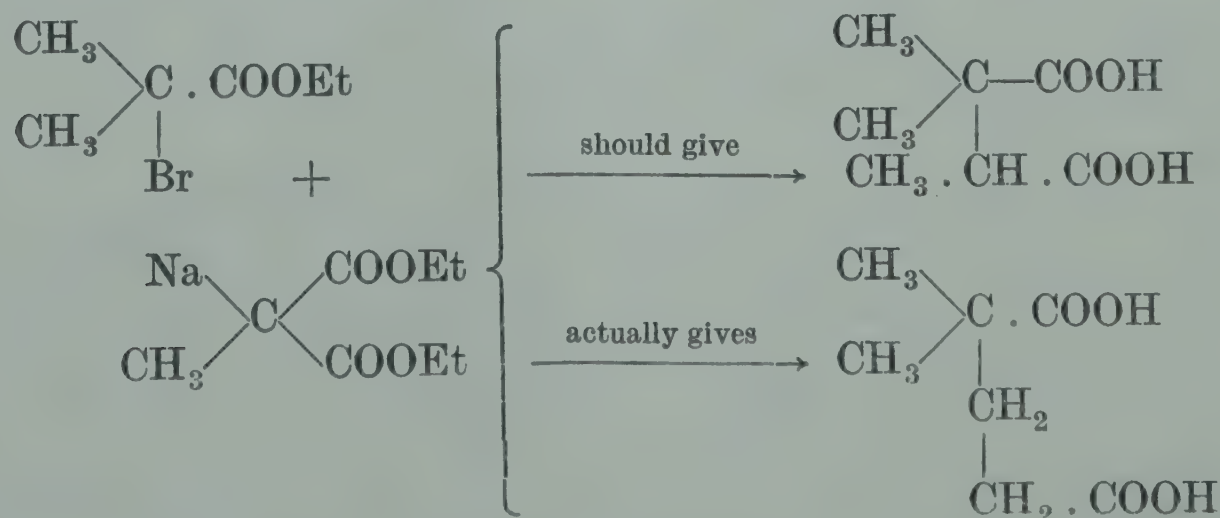 CH₃
CH₃
C . COOEt
Br +
Na
CH₃
C
COOEt
COOEt
should give
CH₃
CH₃
C—COOH
CH₃ . CH . COOH
actually gives
CH₃
CH₃
C . COOH
CH₂
CH₂ . COOH